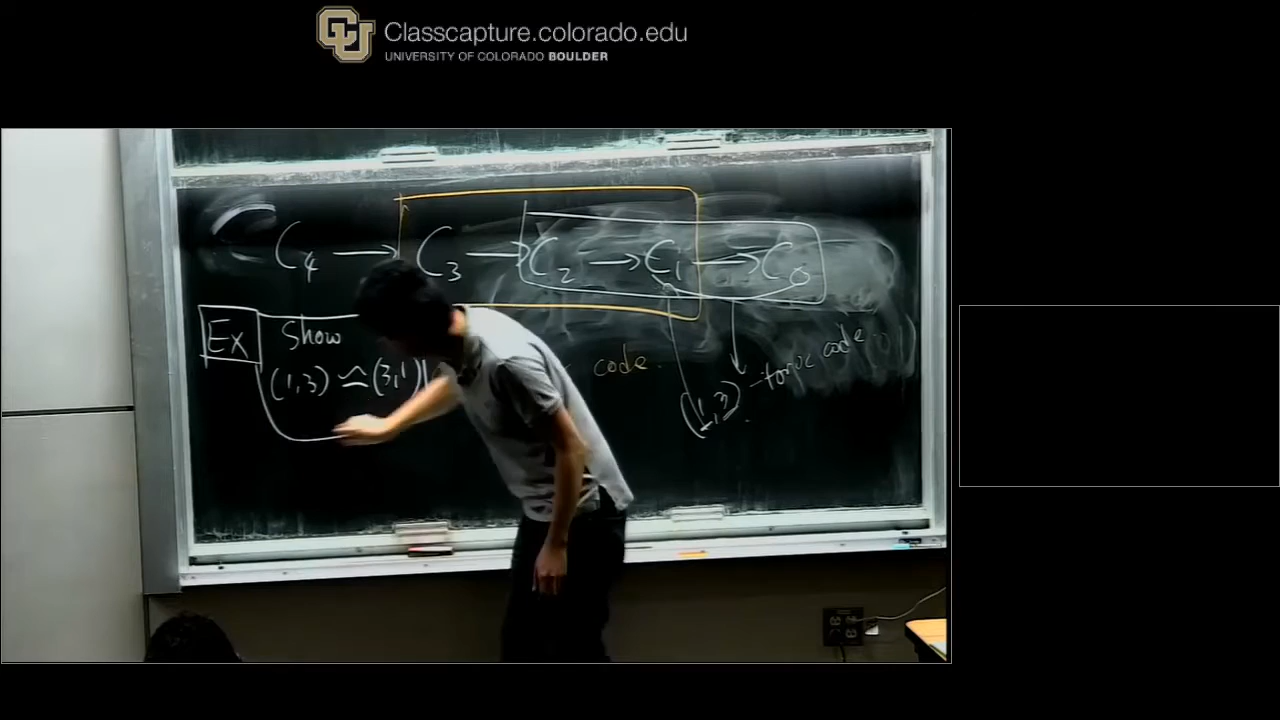 Classcapture.colorado.edu
UNIVERSITY OF COLORADO BOULDER
C₄ → C₃ → C₂ → C₁ → C₀
Ex Show
(1,3) ≃ (3,1)
code.
(1,3) - toric code